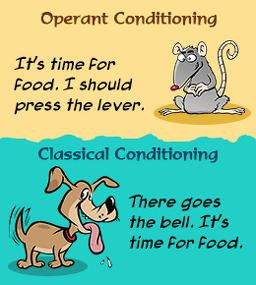 Operant Conditioning
It's time for
food. I should
press the lever.
Classical Conditioning
There goes
the bell. It's
time for food.